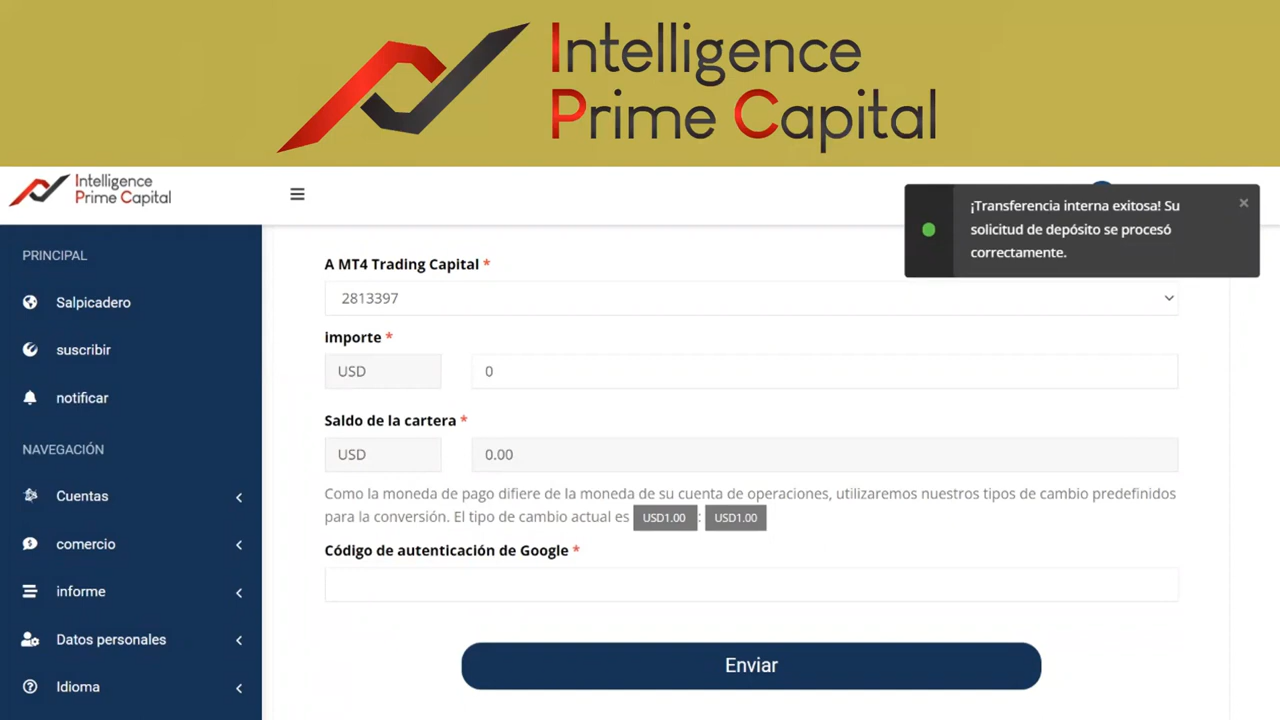 Intelligence
Prime Capital
Intelligence
Prime Capital
¡Transferencia interna exitosa! Su
solicitud de depósito se procesó
correctamente.
×
PRINCIPAL
Salpicadero
suscribir
notificar
NAVEGACIÓN
Cuentas
comercio
informe
Datos personales
Idioma
A MT4 Trading Capital *
2813397
importe *
USD
0
Saldo de la cartera *
USD
0.00
Como la moneda de pago difiere de la moneda de su cuenta de operaciones, utilizaremos nuestros tipos de cambio predefinidos
para la conversión. El tipo de cambio actual es USD1.00 : USD1.00
Código de autenticación de Google *
Enviar